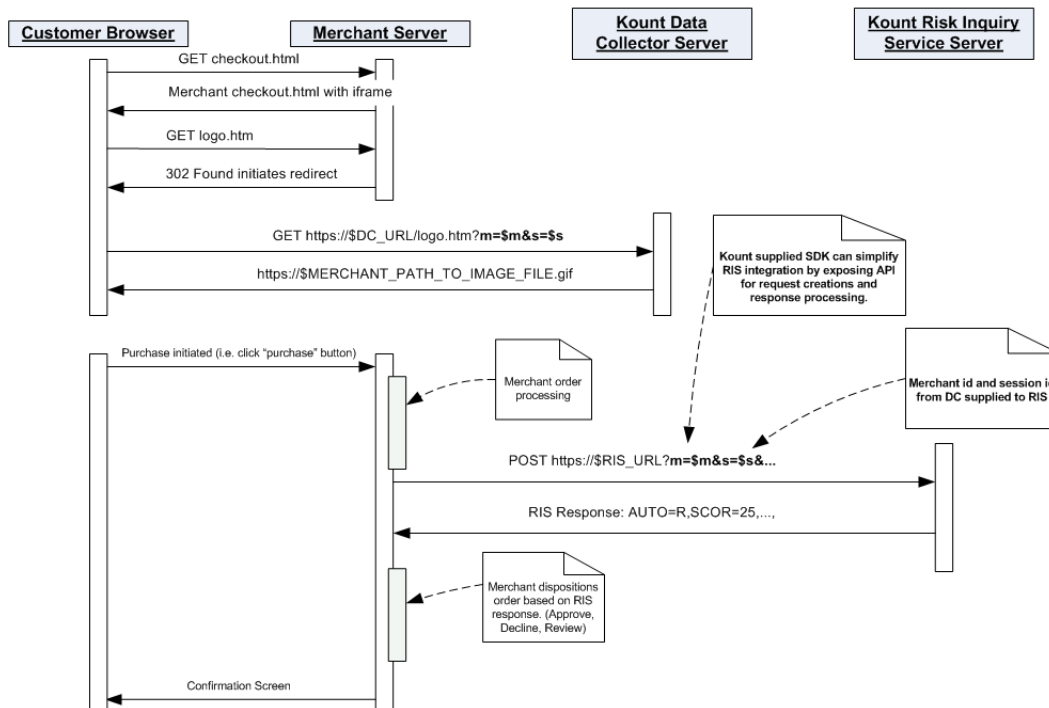 Customer Browser
Merchant Server
Kount Data
Collector Server
Kount Risk Inquiry
Service Server
GET checkout.html
Merchant checkout.html with iframe
GET logo.htm
302 Found initiates redirect
GET https://$DC_URL/logo.htm?m=$m&s=$s
https://$MERCHANT_PATH_TO_IMAGE_FILE.gif
Kount supplied SDK can simplify
RIS integration by exposing API
for request creations and
response processing.
Purchase initiated (i.e. click “purchase” button)
Merchant order
processing
Merchant id and session id
from DC supplied to RIS
POST https://$RIS_URL?m=$m&s=$s&...
RIS Response: AUTO=R,SCOR=25,...,
Merchant dispositions
order based on RIS
response. (Approve,
Decline, Review)
Confirmation Screen